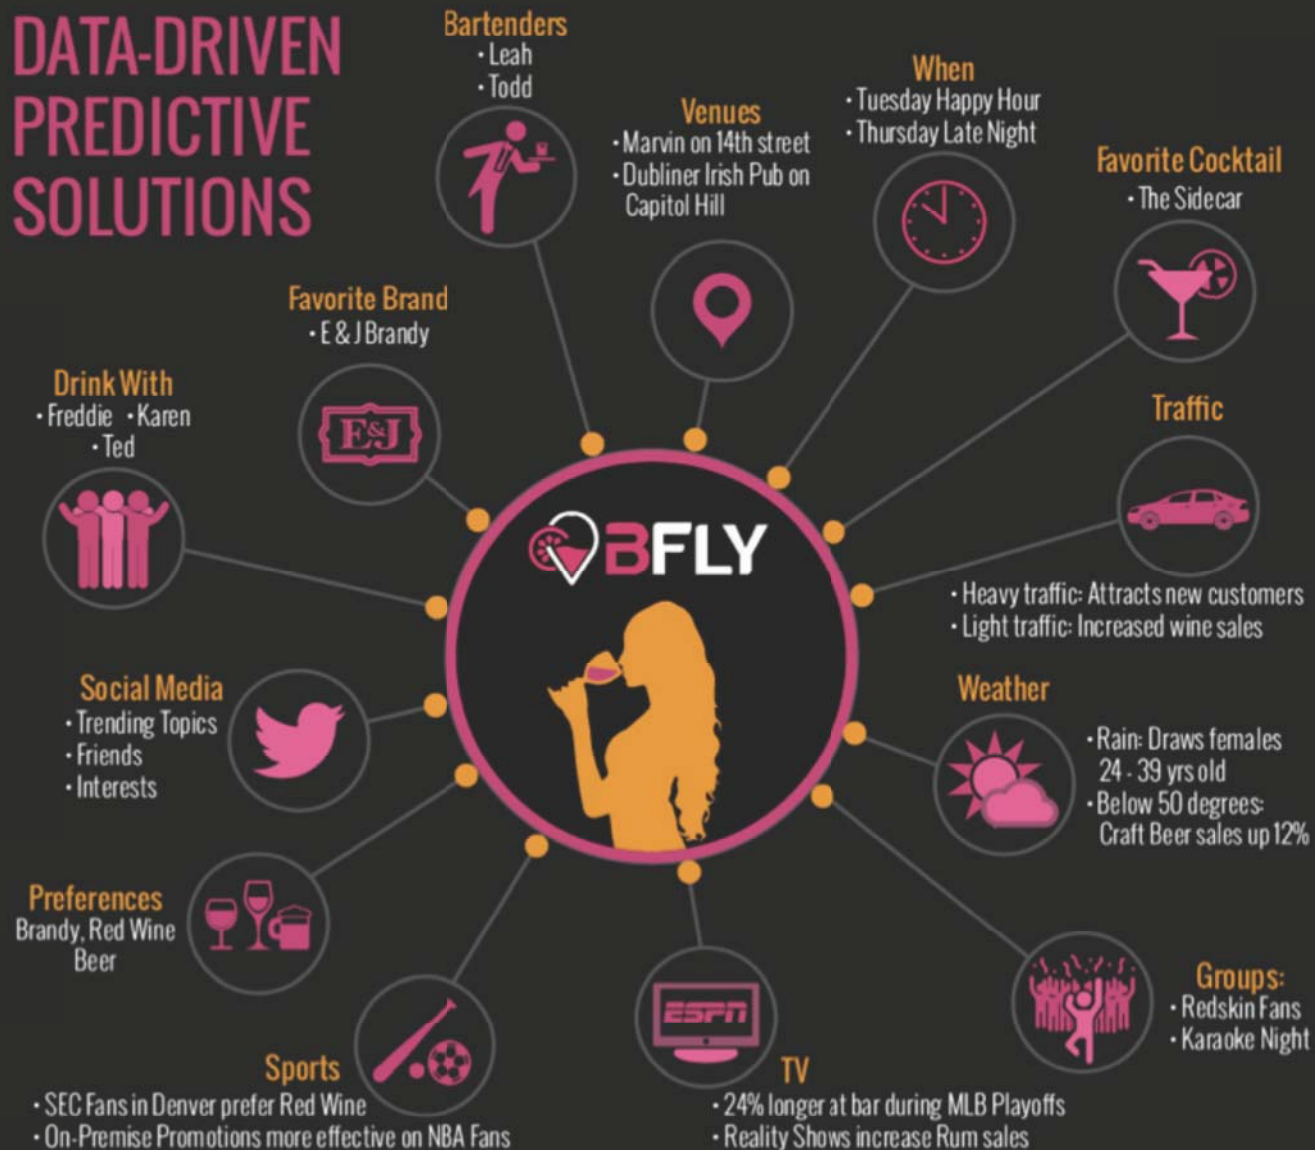 DATA-DRIVEN
PREDICTIVE
SOLUTIONS
Bartenders
• Leah
• Todd
Venues
• Marvin on 14th street
• Dubliner Irish Pub on
Capitol Hill
When
• Tuesday Happy Hour
• Thursday Late Night
Favorite Cocktail
• The Sidecar
Favorite Brand
• E & J Brandy
E&J
Drink With
• Freddie • Karen
• Ted
Traffic
• Heavy traffic: Attracts new customers
• Light traffic: Increased wine sales
BFLY
Social Media
• Trending Topics
• Friends
• Interests
Weather
• Rain: Draws females
24 - 39 yrs old
• Below 50 degrees:
Craft Beer sales up 12%
Preferences
Brandy, Red Wine
Beer
Groups:
• Redskin Fans
• Karaoke Night
Sports
• SEC Fans in Denver prefer Red Wine
• On-Premise Promotions more effective on NBA Fans
ESPN
TV
• 24% longer at bar during MLB Playoffs
• Reality Shows increase Rum sales